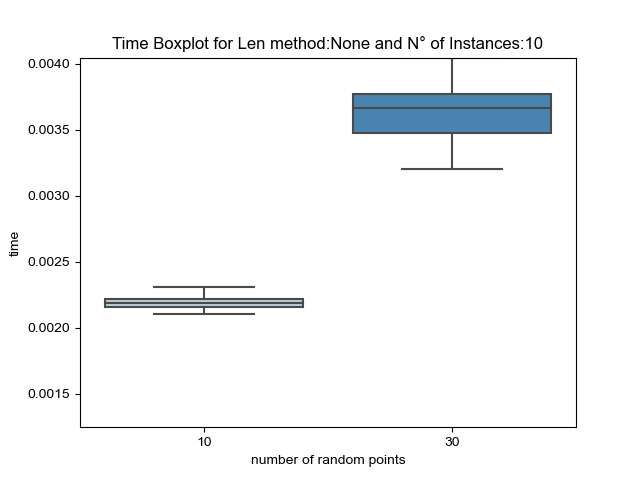 Time Boxplot for Len method:None and N° of Instances:10
0.0040
0.0035
0.0030
0.0025
0.0020
0.0015
time
10
30
number of random points